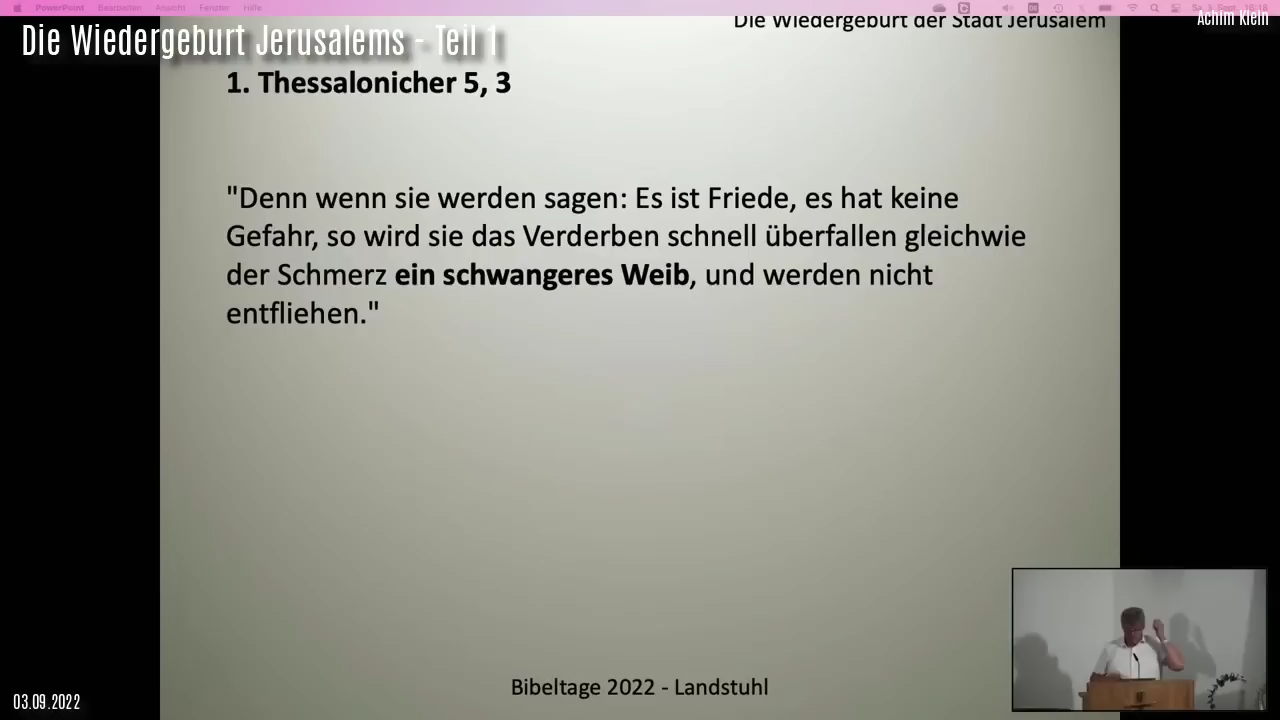 PowerPoint Bearbeiten Ansicht Fenster Hilfe
Die Wiedergeburt der Stadt Jerusalem
Achim Klein
Die Wiedergeburt Jerusalems - Teil 1
1. Thessalonicher 5, 3
"Denn wenn sie werden sagen: Es ist Friede, es hat keine
Gefahr, so wird sie das Verderben schnell überfallen gleichwie
der Schmerz ein schwangeres Weib, und werden nicht
entfliehen."
Bibeltage 2022 - Landstuhl
03.09.2022